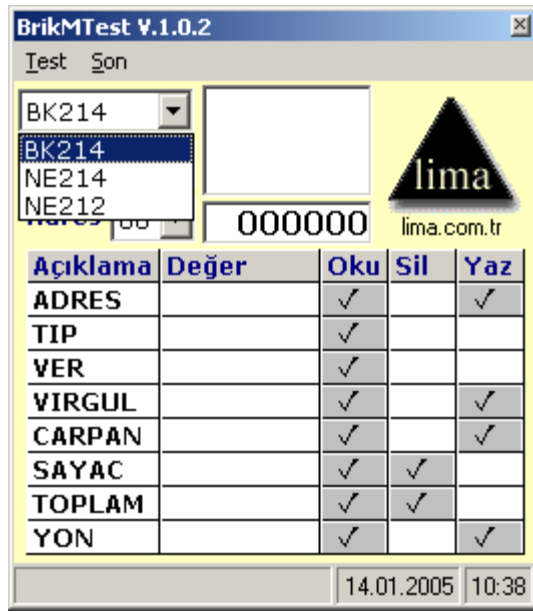 BrikMTest V.1.0.2
Test Son
BK214
BK214
NE214
NE212
000000
lima
lima.com.tr
Açıklama Değer Oku Sil Yaz
ADRES
TIP
VER
VIRGUL
CARPAN
SAYAC
TOPLAM
YON
14.01.2005 10:38